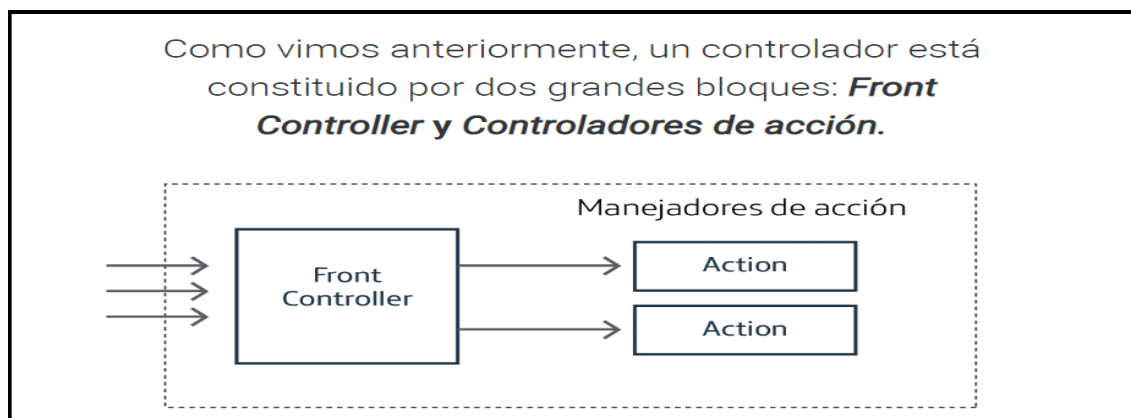 Como vimos anteriormente, un controlador está
constituido por dos grandes bloques: Front
Controller y Controladores de acción.
Manejadores de acción
Front
Controller
Action
Action